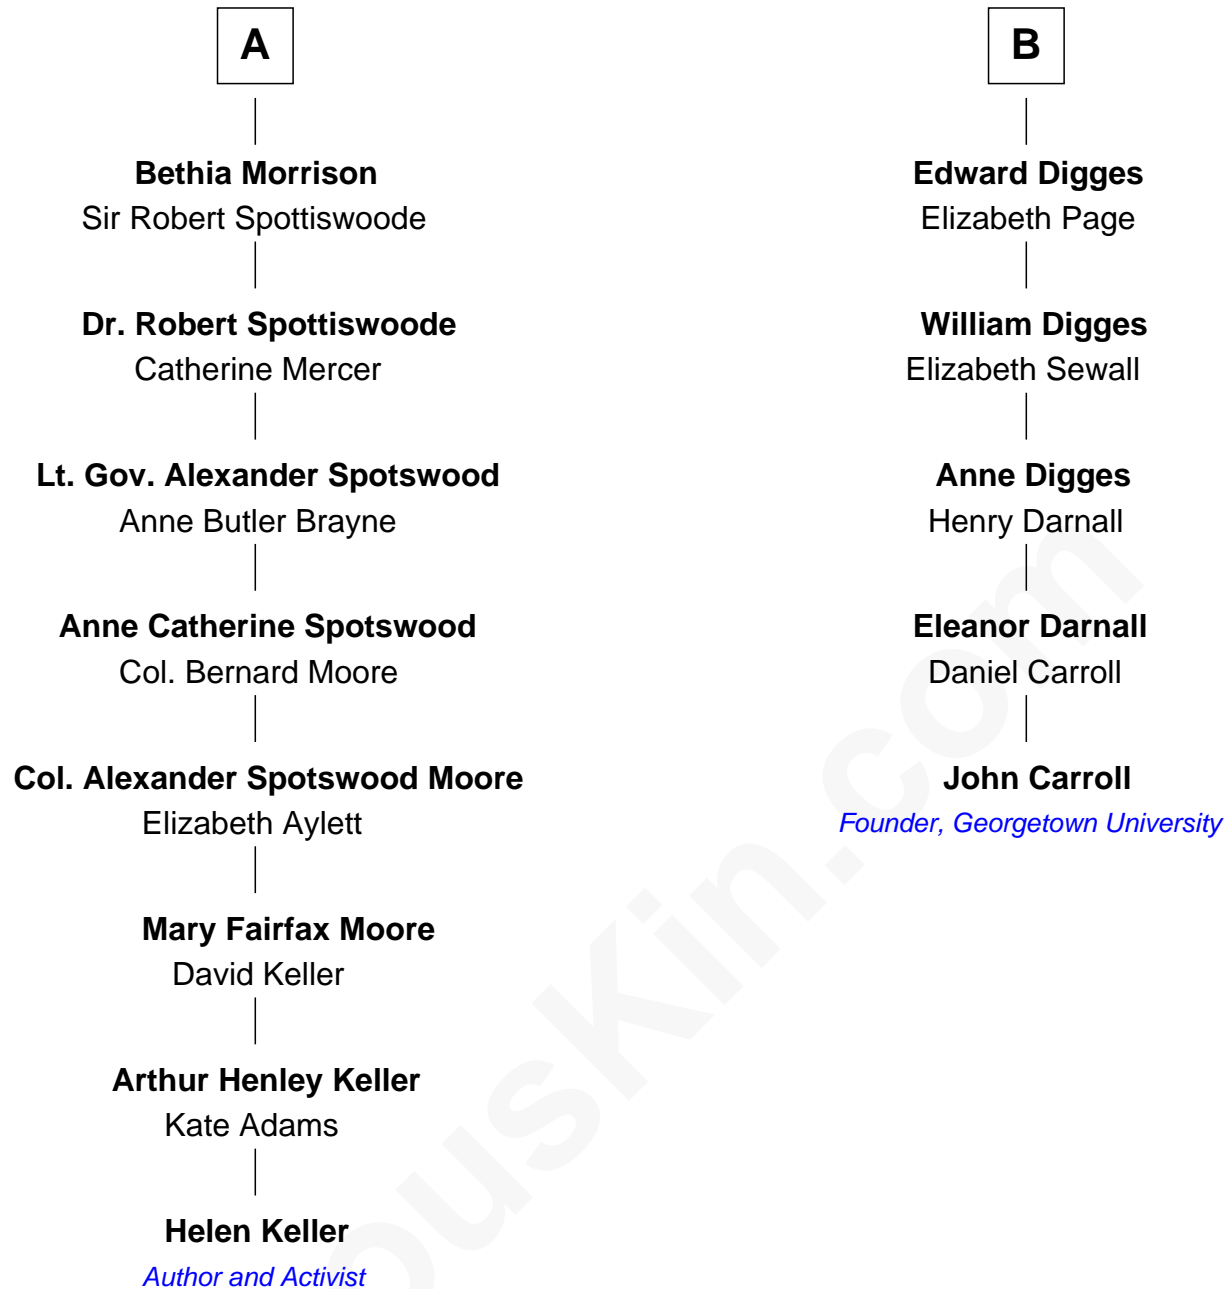 A
Bethia Morrison
Sir Robert Spottiswoode
Dr. Robert Spottiswoode
Catherine Mercer
Lt. Gov. Alexander Spotswood
Anne Butler Brayne
Anne Catherine Spotswood
Col. Bernard Moore
Col. Alexander Spotswood Moore
Elizabeth Aylett
Mary Fairfax Moore
David Keller
Arthur Henley Keller
Kate Adams
Helen Keller
Author and Activist
B
Edward Digges
Elizabeth Page
William Digges
Elizabeth Sewall
Anne Digges
Henry Darnall
Eleanor Darnall
Daniel Carroll
John Carroll
Founder, Georgetown University
ousKin.com